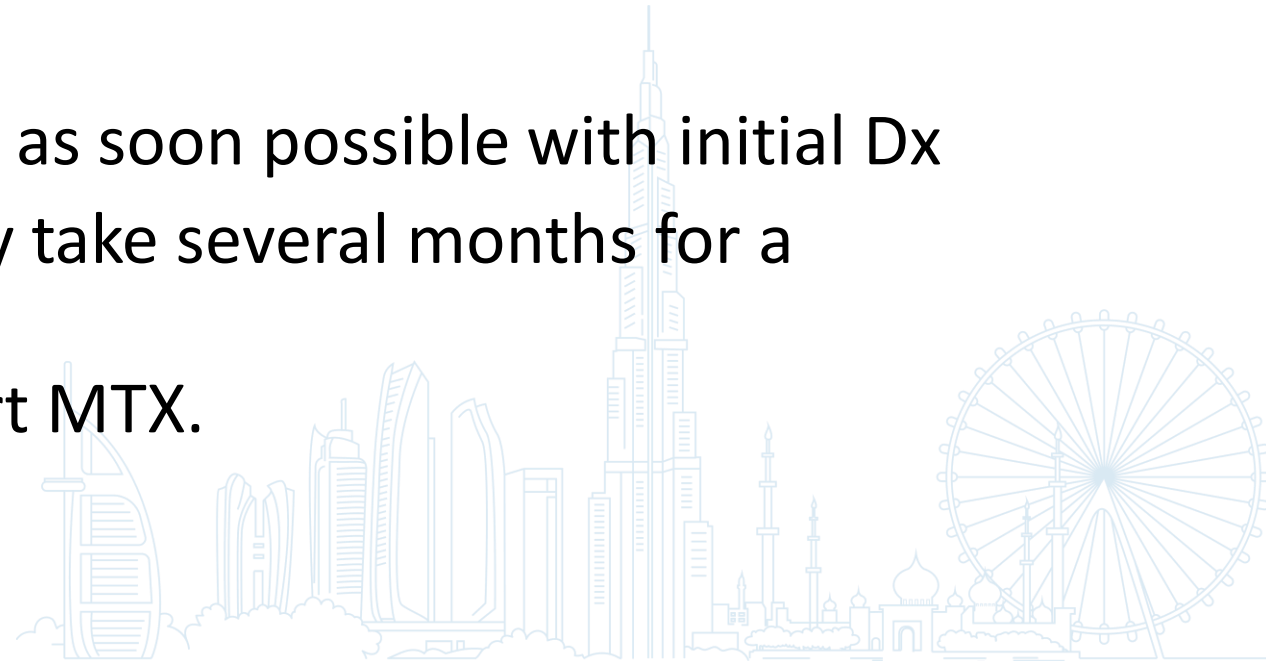 as soon possible with initial Dx
take several months for a
MTX.